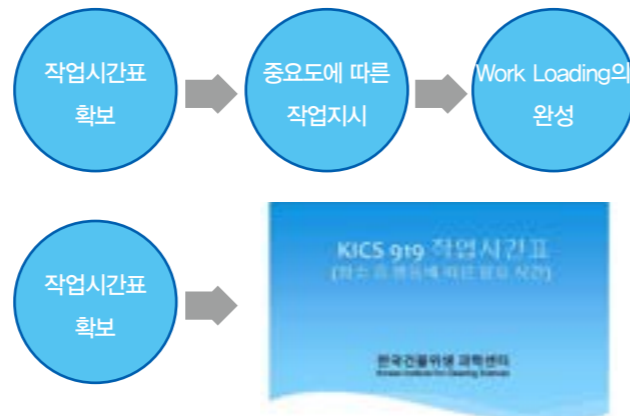 작업시간표
확보
중요도에 따른
작업지시
Work Loading의
완성
작업시간표
확보
KICS 919 작업시간표
한국건물위생 과학센터